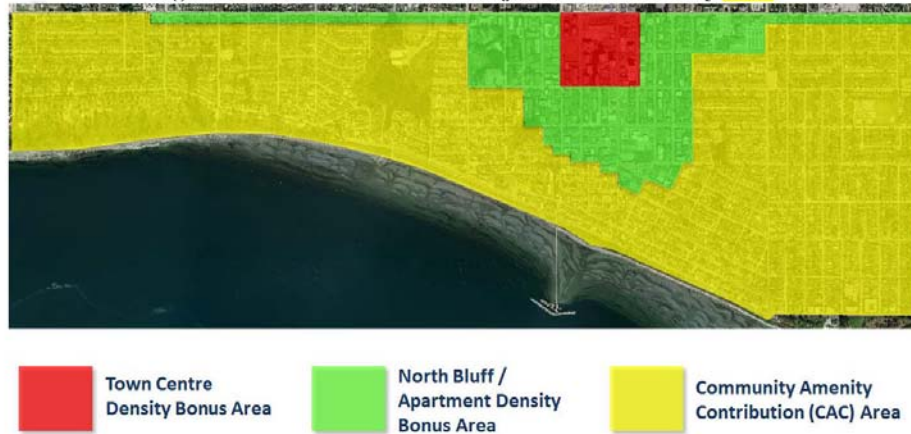 Town Centre
Density Bonus Area
North Bluff /
Apartment Density
Bonus Area
Community Amenity
Contribution (CAC) Area